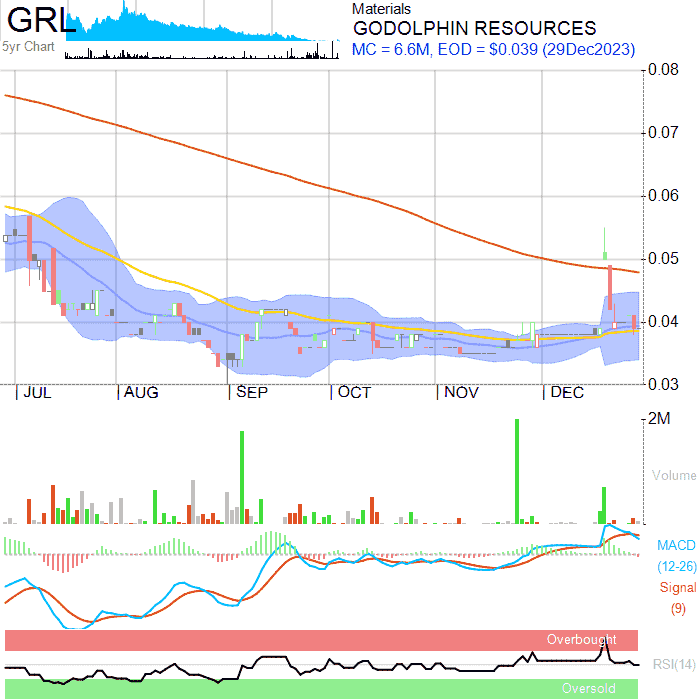 GRL
5yr Chart
Materials
GODOLPHIN RESOURCES
MC = 6.6M, EOD = $0.039 (29Dec2023)
0.08
0.07
0.06
0.05
0.04
0.03
JUL AUG SEP OCT NOV DEC
2M
Volume
MACD
(12-26)
Signal
(9)
Overbought
RSI(14)
Oversold